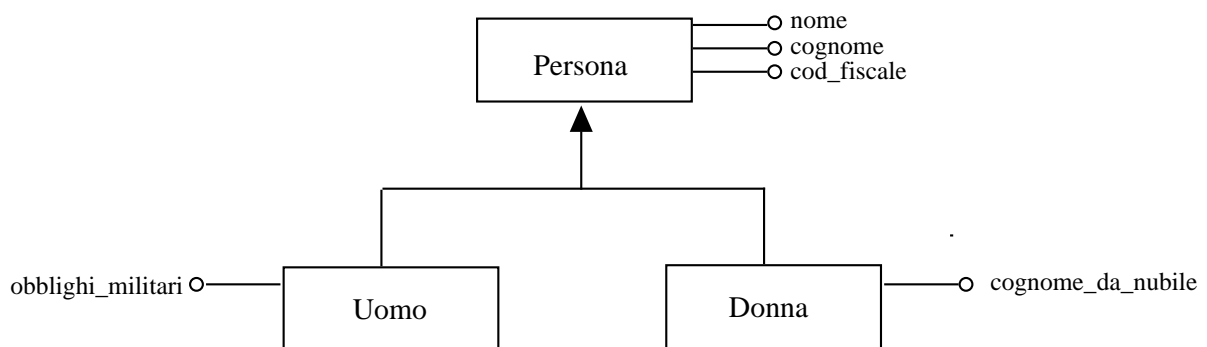 nome
cognome
cod_fiscale
Persona
obblighi_militari
Uomo
Donna
cognome_da_nubile